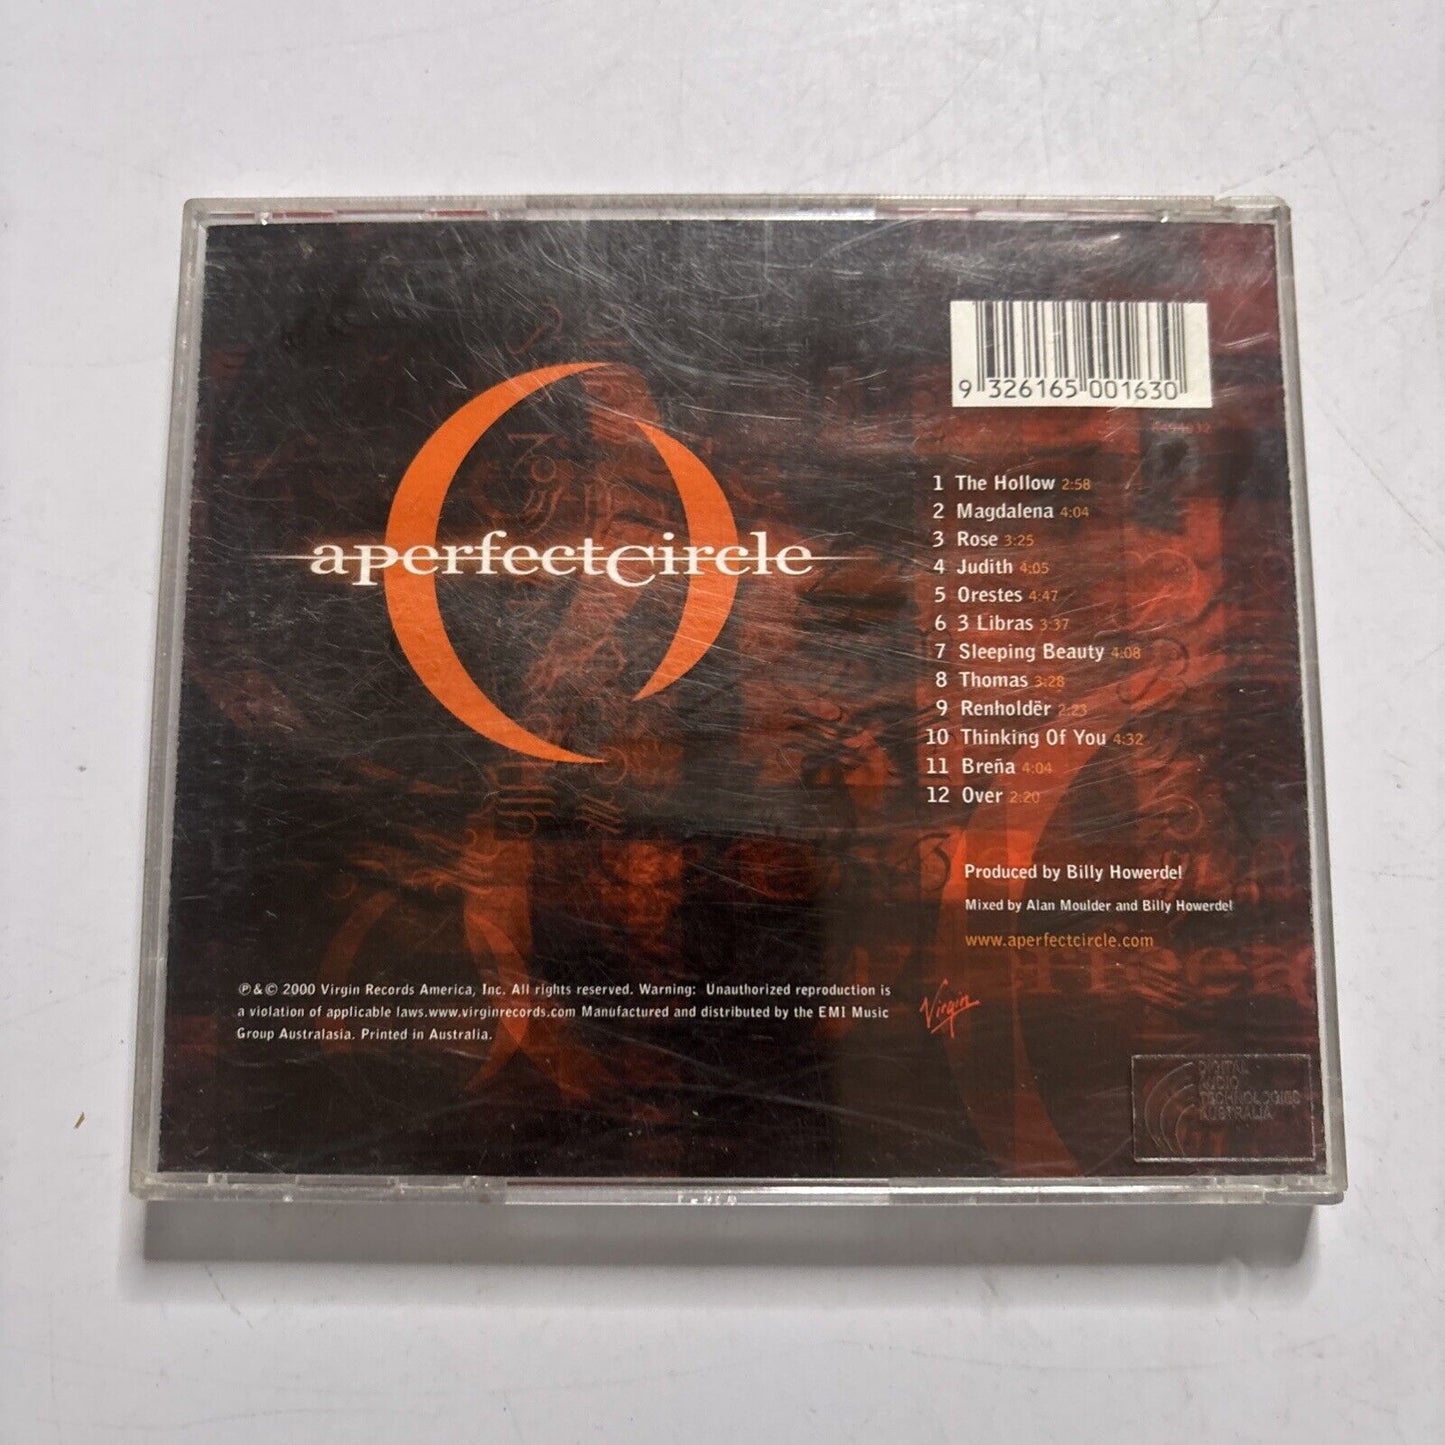 9 326165 001630
aperfectcircle
1 The Hollow 2:58
2 Magdalena 4:04
3 Rose 3:25
4 Judith 4:05
5 Orestes 4:47
6 3 Libras 3:37
7 Sleeping Beauty 4:08
8 Thomas 3:28
9 Renholdër 2:23
10 Thinking Of You 4:32
11 Breña 4:04
12 Over 2:20
Produced by Billy Howerdel
Mixed by Alan Moulder and Billy Howerdel
www.aperfectcircle.com
℗&© 2000 Virgin Records America, Inc. All rights reserved. Warning: Unauthorized reproduction is
a violation of applicable laws.www.virginrecords.com Manufactured and distributed by the EMI Music
Group Australasia. Printed in Australia.
Virgin
DIGITAL
AUDIO
TECHNOLOGIES
AUSTRALIA